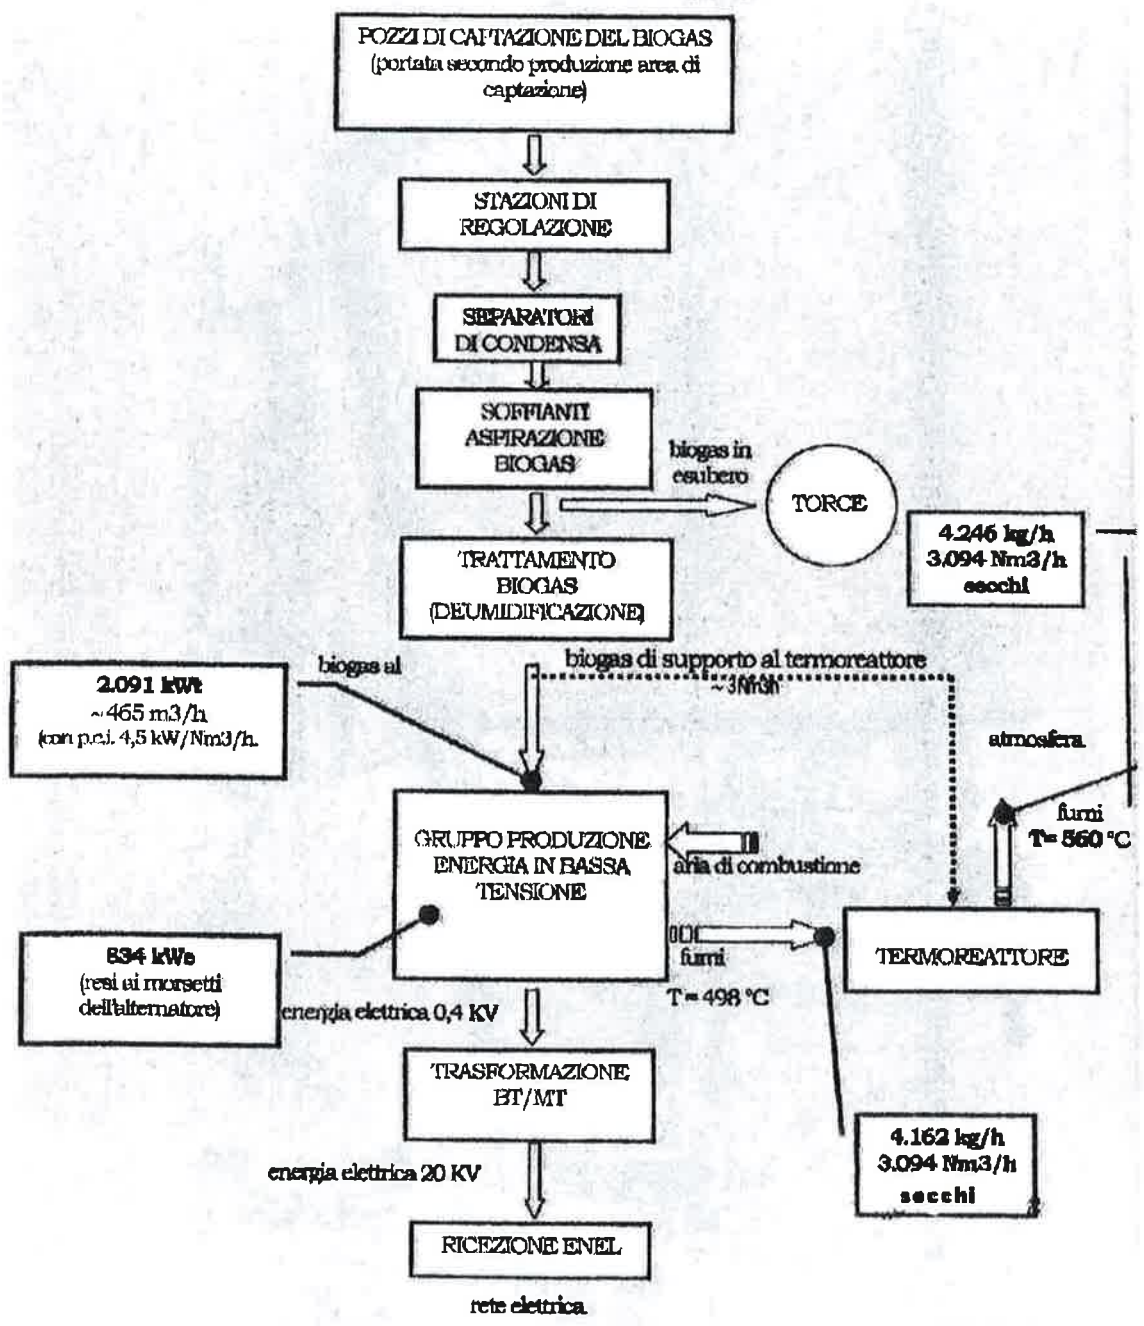 POZZI DI CAPTAZIONE DEL BIOGAS
(portata secondo produzione area di
captazione)
STAZIONI DI
REGOLAZIONE
SEPARATORI
DI CONDENSA
SOFFIANTI
ASPIRAZIONE
BIOGAS
biogas in
esubero
TORCE
4.246 kg/h
3.094 Nm3/h
secchi
TRATTAMENTO
BIOGAS
(DEUMIDIFICAZIONE)
biogas al
biogas di supporto al termoreattore
~ 3Nm3h
2.091 kWt
~465 m3/h
(con p.c.i. 4,5 kW/Nm3/h.
atmosfera
fumi
T= 560 °C
GRUPPO PRODUZIONE
ENERGIA IN BASSA
TENSIONE
aria di combustione
834 kWe
(resi ai morsetti
dell'alternatore)
fumi
T= 498 °C
TERMOREATTORE
energia elettrica 0,4 KV
TRASFORMAZIONE
BT/MT
4.162 kg/h
3.094 Nm3/h
secchi
energia elettrica 20 KV
RICEZIONE ENEL
rete elettrica